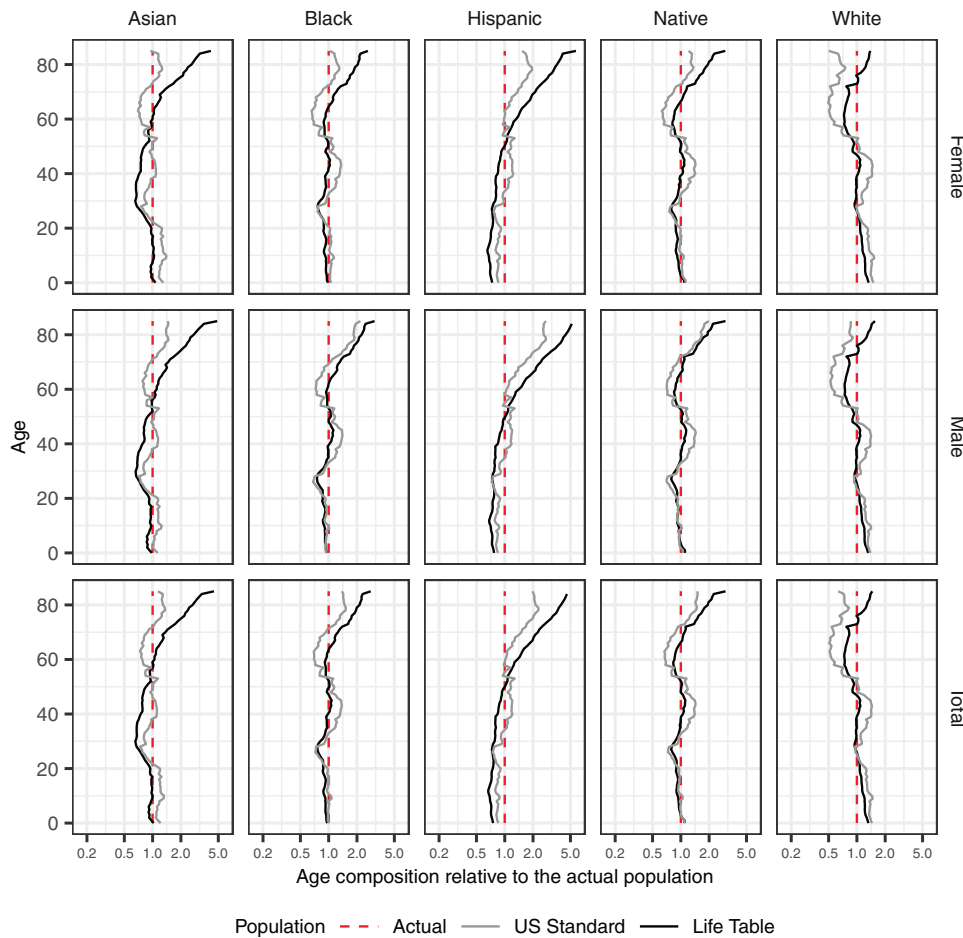 Asian Black Hispanic Native White
80
60
40
20
0
Female
80
60
40
20
0
Male
80
60
40
20
0
Total
Age
0.2 0.5 1.0 2.0 5.0 0.2 0.5 1.0 2.0 5.0 0.2 0.5 1.0 2.0 5.0 0.2 0.5 1.0 2.0 5.0 0.2 0.5 1.0 2.0 5.0
Age composition relative to the actual population
Population Actual US Standard Life Table